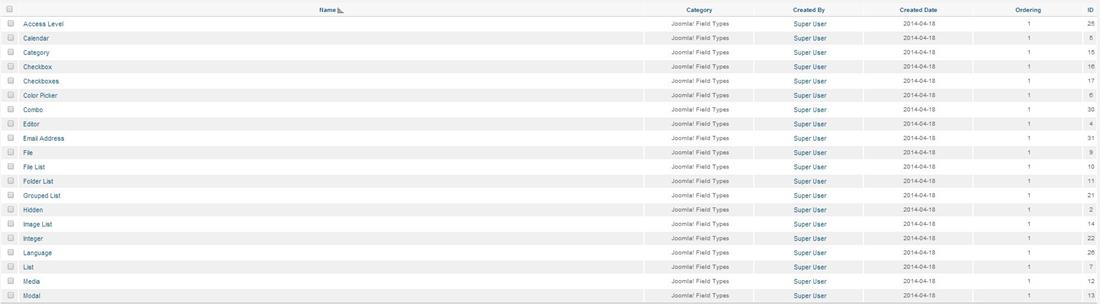 Name Category Created By Created Date Ordering ID
Access Level Joomla! Field Types Super User 2014-04-18 1 25
Calendar Joomla! Field Types Super User 2014-04-18 1 5
Category Joomla! Field Types Super User 2014-04-18 1 15
Checkbox Joomla! Field Types Super User 2014-04-18 1 16
Checkboxes Joomla! Field Types Super User 2014-04-18 1 17
Color Picker Joomla! Field Types Super User 2014-04-18 1 6
Combo Joomla! Field Types Super User 2014-04-18 1 30
Editor Joomla! Field Types Super User 2014-04-18 1 4
Email Address Joomla! Field Types Super User 2014-04-18 1 31
File Joomla! Field Types Super User 2014-04-18 1 9
File List Joomla! Field Types Super User 2014-04-18 1 10
Folder List Joomla! Field Types Super User 2014-04-18 1 11
Grouped List Joomla! Field Types Super User 2014-04-18 1 21
Hidden Joomla! Field Types Super User 2014-04-18 1 2
Image List Joomla! Field Types Super User 2014-04-18 1 14
Integer Joomla! Field Types Super User 2014-04-18 1 22
Language Joomla! Field Types Super User 2014-04-18 1 26
List Joomla! Field Types Super User 2014-04-18 1 7
Media Joomla! Field Types Super User 2014-04-18 1 12
Modal Joomla! Field Types Super User 2014-04-18 1 13